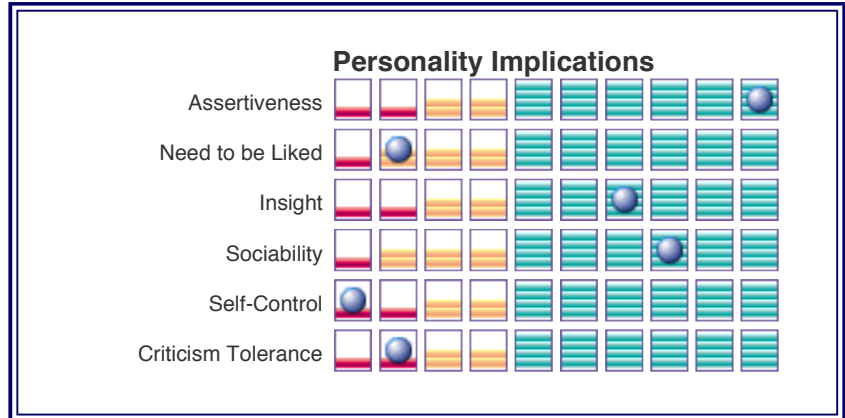 Personality Implications
Assertiveness
Need to be Liked
Insight
Sociability
Self-Control
Criticism Tolerance